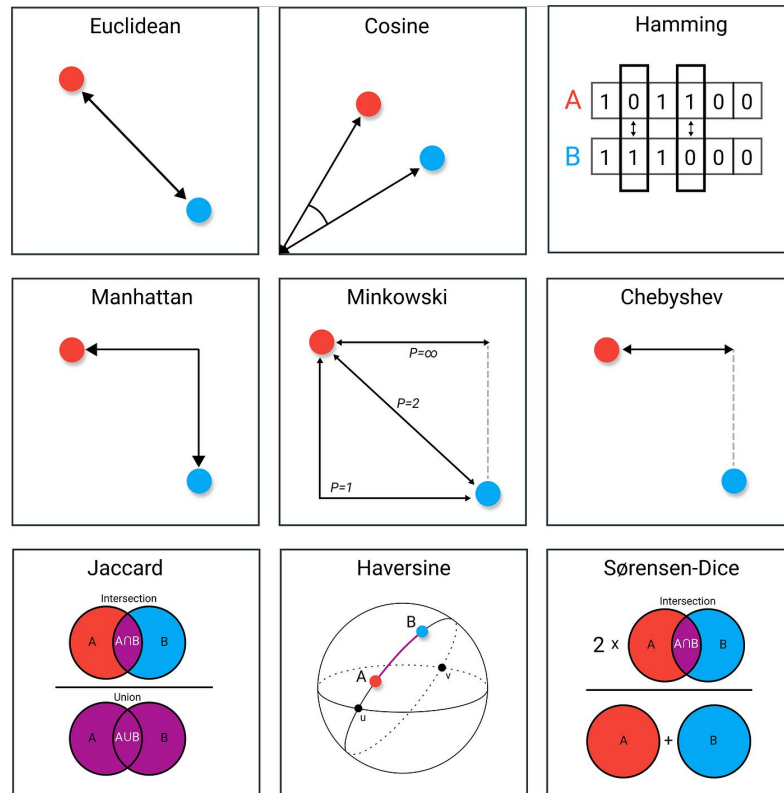 Euclidean
Cosine
Hamming
A 1 0 1 1 0 0
B 1 1 1 0 0 0
Manhattan
Minkowski
P=∞
P=2
P=1
Chebyshev
Jaccard
Intersection
A A∩B B
Union
A A∪B B
Haversine
B
A
v
u
Sørensen-Dice
Intersection
2 x A A∩B B
A + B